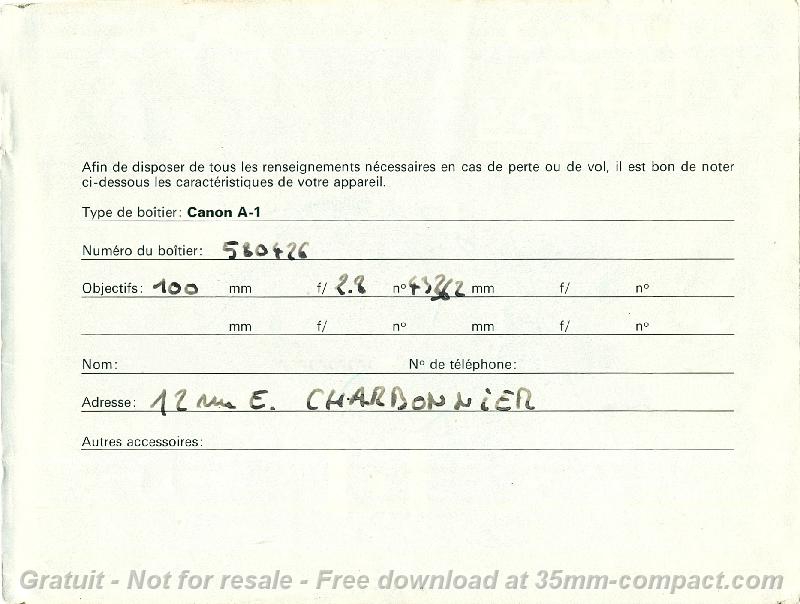 Afin de disposer de tous les renseignements nécessaires en cas de perte ou de vol, il est bon de noter
ci-dessous les caractéristiques de votre appareil.
Type de boîtier: Canon A-1
Numéro du boîtier: 580426
Objectifs: 100 mm f/ 2.8 nº mm f/ nº
mm f/ nº mm f/ nº
Nom: Nº de téléphone:
Adresse: 12 rue E. CHARBONNIER
Autres accessoires:
Gratuit - Not for resale - Free download at 35mm-compact.com